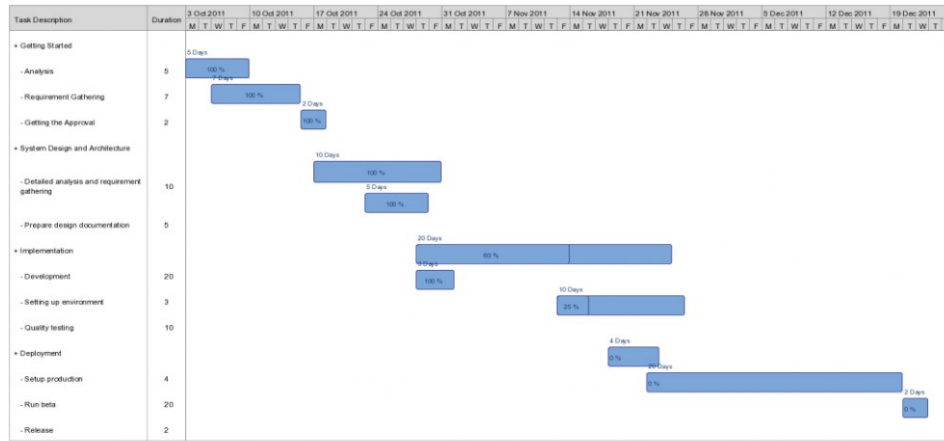 Task Description Duration 3 Oct 2011 10 Oct 2011 17 Oct 2011 24 Oct 2011 31 Oct 2011 7 Nov 2011 14 Nov 2011 21 Nov 2011 28 Nov 2011 5 Dec 2011 12 Dec 2011 19 Dec 2011
M T W T F M T W T F M T W T F M T W T F M T W T F M T W T F M T W T F M T W T F M T W T F M T W T F M T W T F M T W T
+ Getting Started
5 Days
- Analysis 5 100 %
7 Days
- Requirement Gathering 7 100 %
2 Days
- Getting the Approval 2 100 %
+ System Design and Architecture
10 Days
100 %
- Detailed analysis and requirement
gathering 10
5 Days
100 %
- Prepare design documentation 5
20 Days
+ Implementation 60 %
- Development 20 100 %
10 Days
- Setting up environment 3 25 %
- Quality testing 10
4 Days
+ Deployment 0 %
20 Days
- Setup production 4 0 %
2 Days
- Run beta 20 0 %
- Release 2